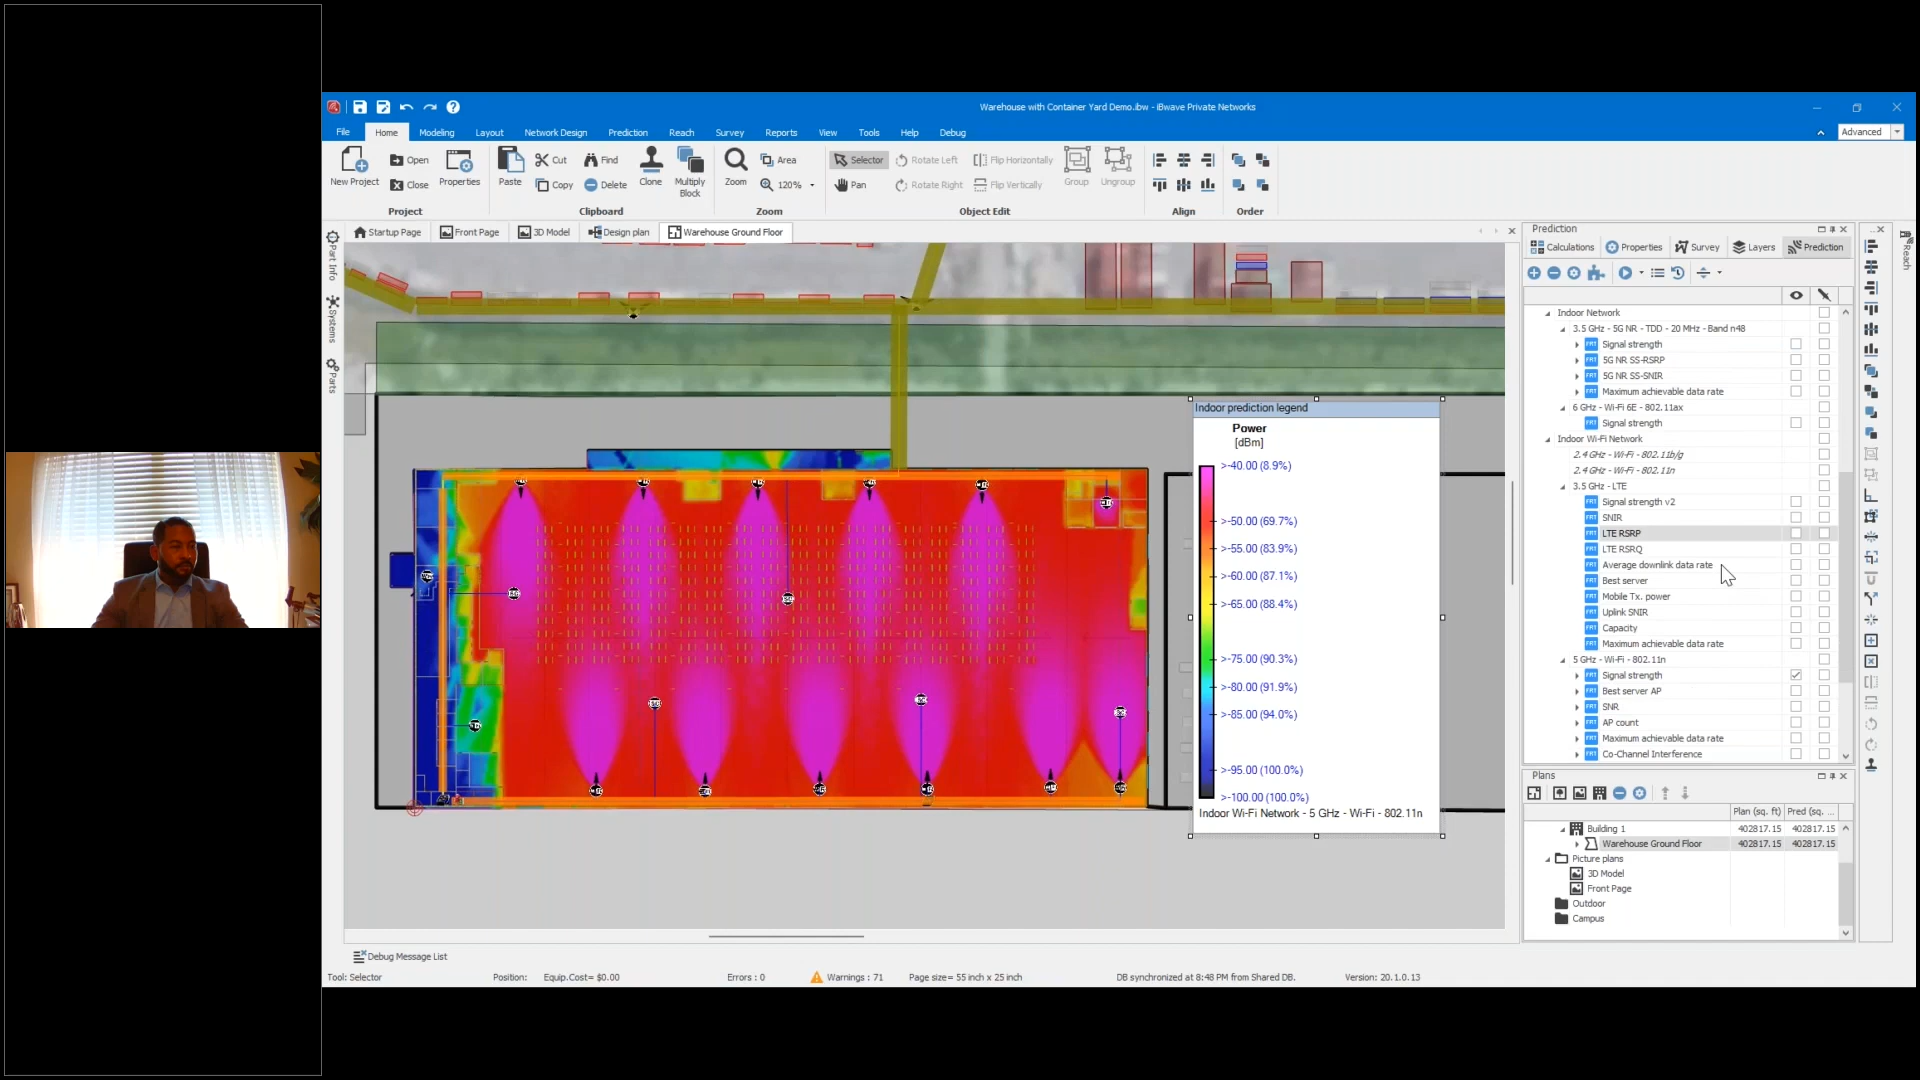 Warehouse with Container Yard Demo.ibw - iBwave Private Networks
File Home Modeling Layout Network Design Prediction Reach Survey Reports View Tools Help Debug
Advanced
New Project
Open
Close
Properties
Project
Paste
Cut
Copy
Find
Delete
Clone
Multiply Block
Clipboard
Zoom
Area
120%
Zoom
Selector
Pan
Rotate Left
Rotate Right
Flip Horizontally
Flip Vertically
Group
Ungroup
Object Edit
Align
Order
Startup Page Front Page 3D Model Design plan Warehouse Ground Floor
Part Info
Systems
Parts
Indoor prediction legend
Power
[dBm]
>-40.00 (8.9%)
>-50.00 (69.7%)
>-55.00 (83.9%)
>-60.00 (87.1%)
>-65.00 (88.4%)
>-75.00 (90.3%)
>-80.00 (91.9%)
>-85.00 (94.0%)
>-95.00 (100.0%)
>-100.00 (100.0%)
Indoor Wi-Fi Network - 5 GHz - Wi-Fi - 802.11n
Prediction
Calculations Properties Survey Layers Prediction
Reach
Indoor Network
3.5 GHz - 5G NR - TDD - 20 MHz - Band n48
Signal strength
5G NR SS-RSRP
5G NR SS-SNIR
Maximum achievable data rate
6 GHz - Wi-Fi 6E - 802.11ax
Signal strength
Indoor Wi-Fi Network
2.4 GHz - Wi-Fi - 802.11b/g
2.4 GHz - Wi-Fi - 802.11n
3.5 GHz - LTE
Signal strength v2
SNIR
LTE RSRP
LTE RSRQ
Average downlink data rate
Best server
Mobile Tx. power
Uplink SNIR
Capacity
Maximum achievable data rate
5 GHz - Wi-Fi - 802.11n
Signal strength
Best server AP
SNR
AP count
Maximum achievable data rate
Co-Channel Interference
Plans
Plan (sq. ft) Pred (sq. ...
Building 1 402817.15 402817.15
Warehouse Ground Floor 402817.15 402817.15
Picture plans
3D Model
Front Page
Outdoor
Campus
Debug Message List
Tool: Selector Position: Equip.Cost= $0.00 Errors : 0 Warnings : 71 Page size= 55 inch x 25 inch DB synchronized at 8:48 PM from Shared DB. Version: 20.1.0.13